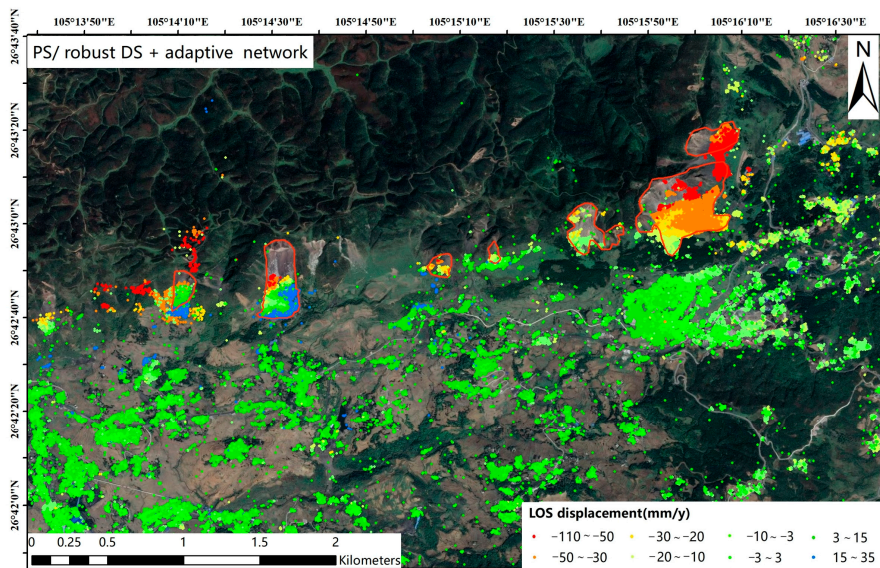 105°13'50"E 105°14'10"E 105°14'30"E 105°14'50"E 105°15'10"E 105°15'30"E 105°15'50"E 105°16'10"E 105°16'30"E
PS/ robust DS + adaptive network
N
26°43'40"N
26°43'20"N
26°43'0"N
26°42'40"N
26°42'20"N
26°42'0"N
LOS displacement(mm/y)
−110 ~ −50 −30 ~ −20 −10 ~ −3 3 ~ 15
−50 ~ −30 −20 ~ −10 −3 ~ 3 15 ~ 35
0 0.25 0.5 1 1.5 2
Kilometers